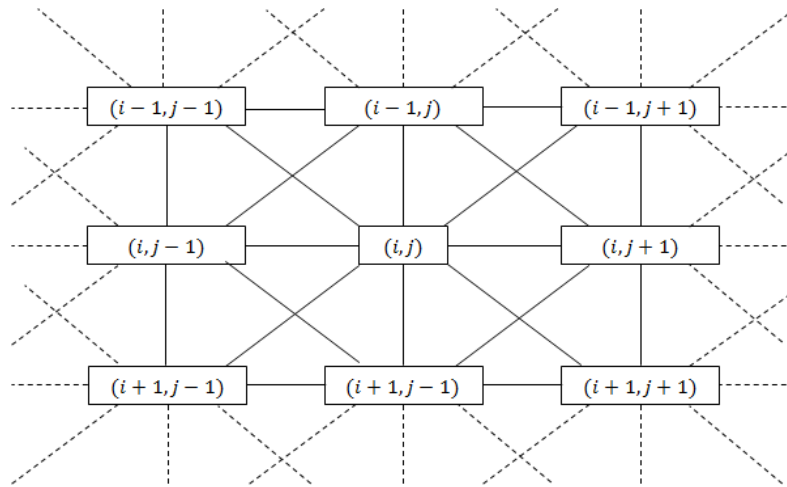 (i − 1, j − 1) (i − 1, j) (i − 1, j + 1)
(i, j − 1) (i, j) (i, j + 1)
(i + 1, j − 1) (i + 1, j − 1) (i + 1, j + 1)